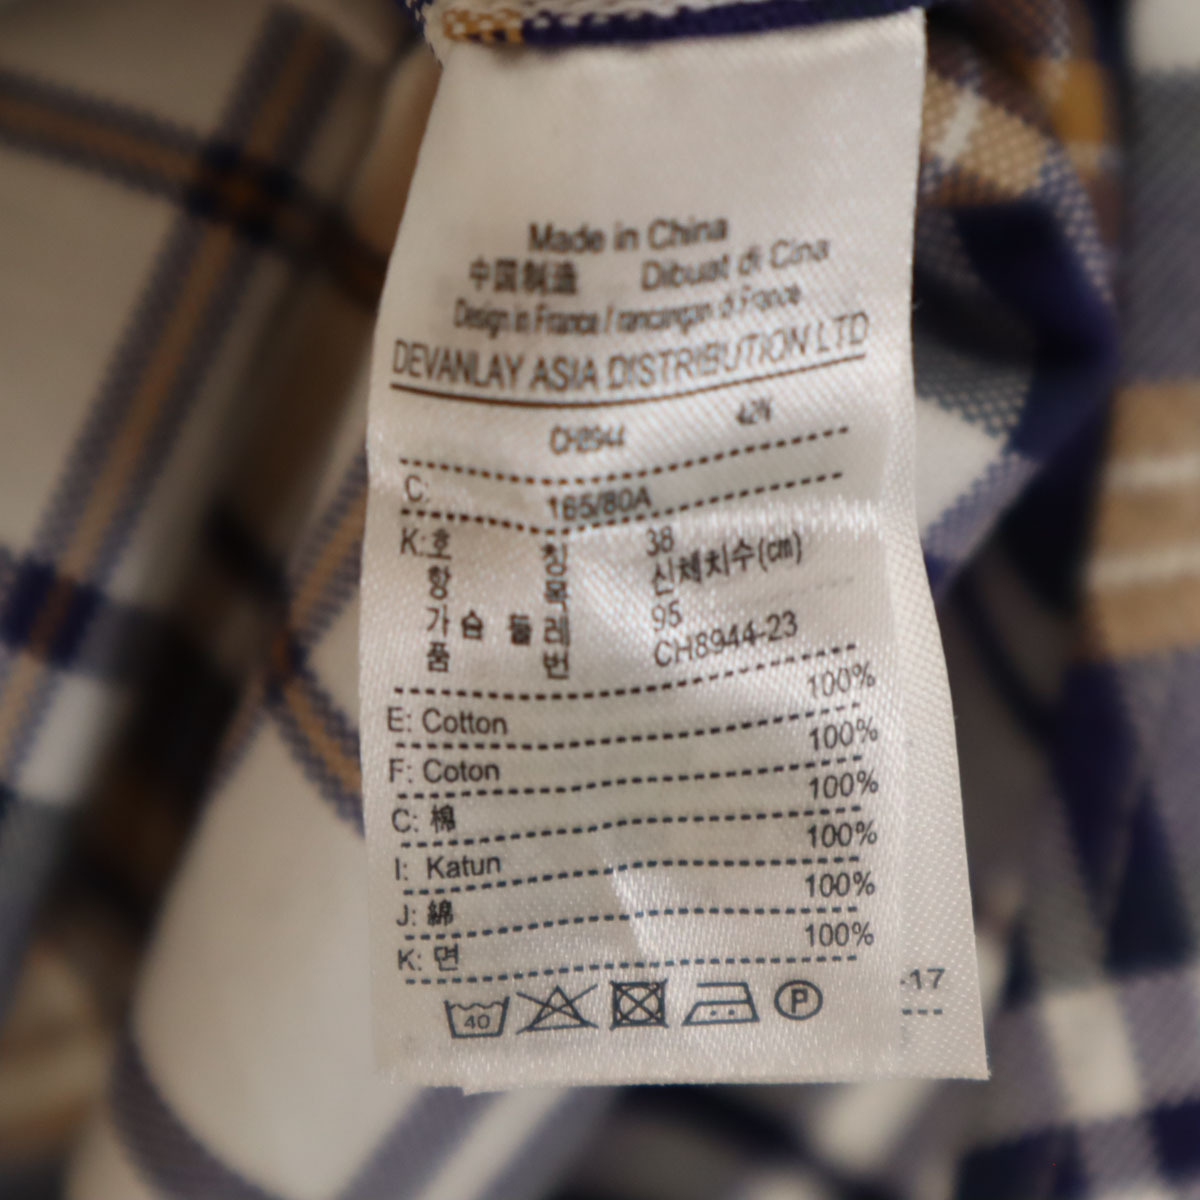 Made in China
中国制造 Dibuat di Cina
Design in France / rancangan di France
DEVANLAY ASIA DISTRIBUTION LTD
CH8944
C: 165/80A
K: 호 칭 38
항 목 신체치수(cm)
가 슴 둘 레 95
품 번 CH8944-23
E: Cotton 100%
F: Coton 100%
C: 棉 100%
I: Katun 100%
J: 綿 100%
K: 면 100%
40 P
-17